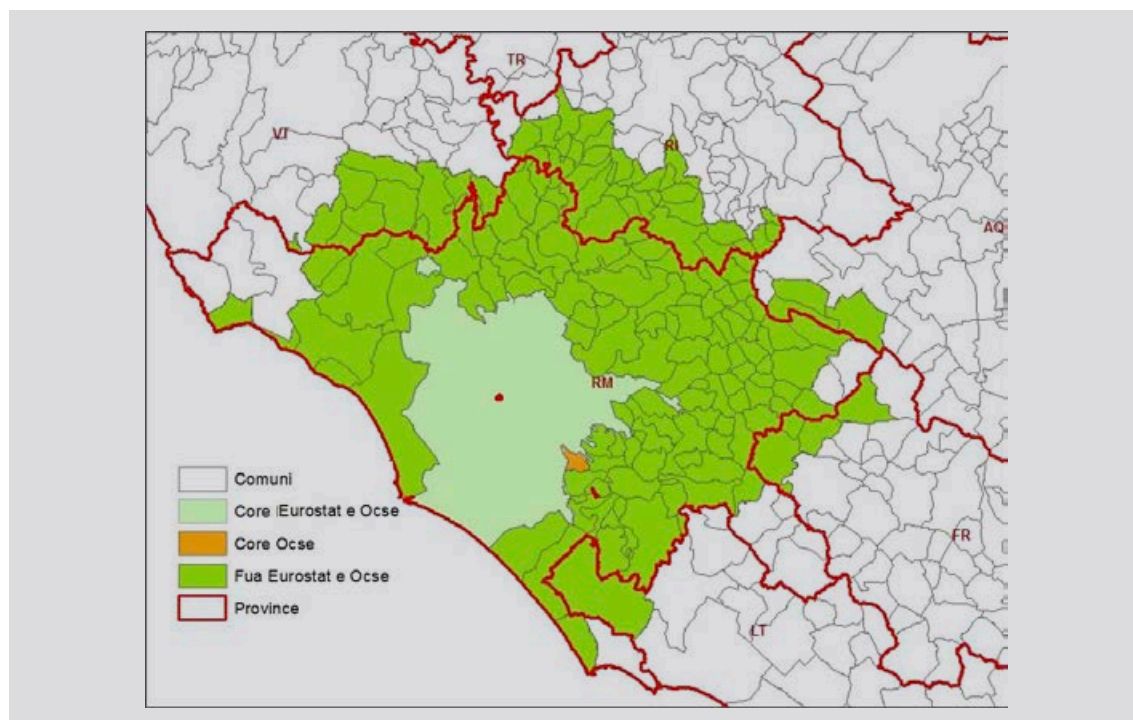 TR
VT
RI
AQ
RM
Comuni
Core Eurostat e Ocse
Core Ocse
FR
Fua Eurostat e Ocse
Province
LT